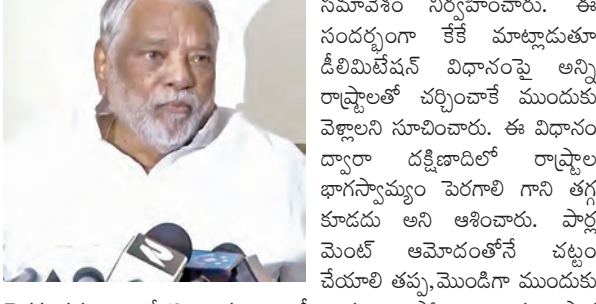 సమావేశం నిర్వహించారు. ఈ
సందర్భంగా కేకే మాట్లాడుతూ
డీలిమిటేషన్ విధానంపై అన్ని
రాష్ట్రాలతో చర్చించాకే ముందుకు
వెళ్లాలని సూచించారు. ఈ విధానం
ద్వారా దక్షిణాదిలో రాష్ట్రాల
భాగస్వామ్యం పెరగాలి గాని తగ్గ
కూడదు అని ఆశించారు. పార్ల
మెంట్ ఆమోదంతోనే చట్టం
చేయాలి తప్ప,మొండిగా ముందుకు